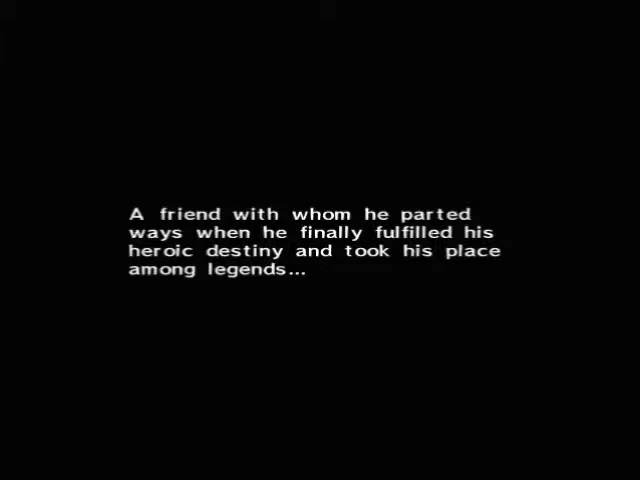 A friend with whom he parted
ways when he finally fulfilled his
heroic destiny and took his place
among legends...